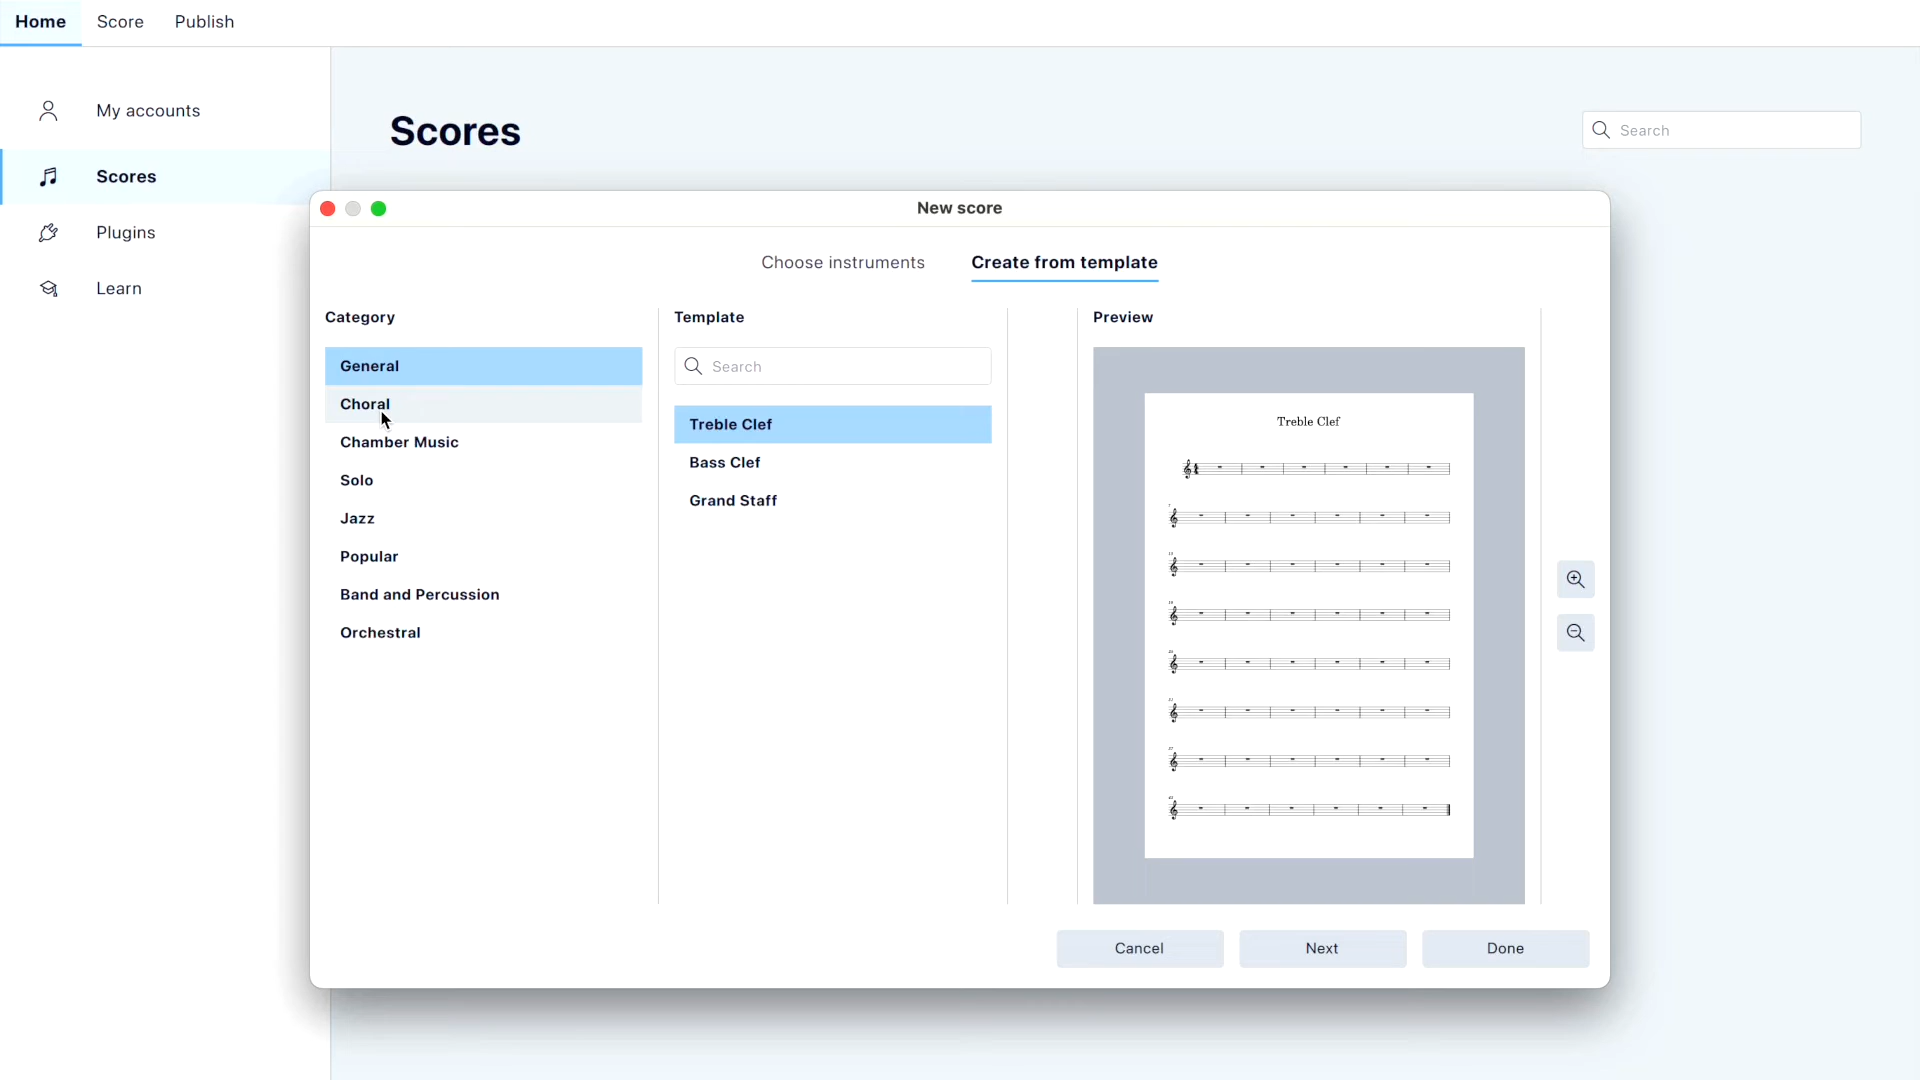 Home Score Publish
My accounts
Scores
Plugins
Learn
Scores
Search
New score
Choose instruments Create from template
Category
General
Choral
Chamber Music
Solo
Jazz
Popular
Band and Percussion
Orchestral
Template
Search
Treble Clef
Bass Clef
Grand Staff
Preview
Treble Clef
Cancel Next Done